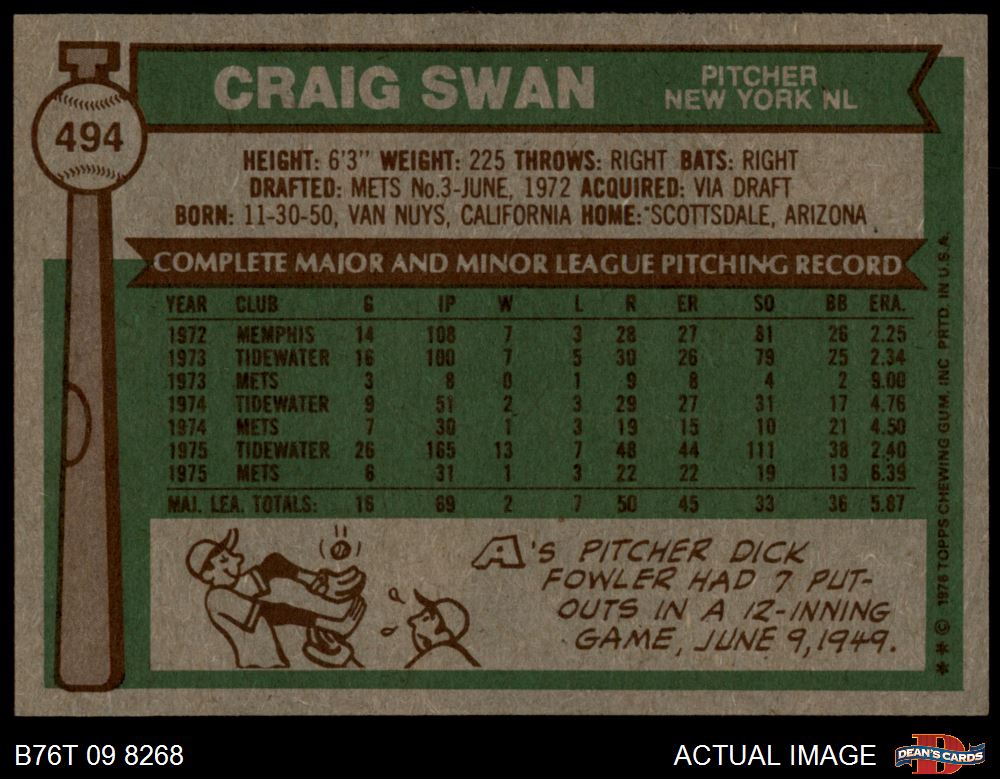 494
CRAIG SWAN
PITCHER
NEW YORK NL
HEIGHT: 6'3" WEIGHT: 225 THROWS: RIGHT BATS: RIGHT
DRAFTED: METS No.3-JUNE, 1972 ACQUIRED: VIA DRAFT
BORN: 11-30-50, VAN NUYS, CALIFORNIA HOME: SCOTTSDALE, ARIZONA
COMPLETE MAJOR AND MINOR LEAGUE PITCHING RECORD
YEAR CLUB G IP W L R ER SO BB ERA.
1972 MEMPHIS 14 108 7 3 28 27 81 26 2.25
1973 TIDEWATER 16 100 7 5 30 26 79 25 2.34
1973 METS 3 8 0 1 9 8 4 2 9.00
1974 TIDEWATER 9 51 2 3 29 27 31 17 4.76
1974 METS 7 30 1 3 19 15 10 21 4.50
1975 TIDEWATER 26 165 13 7 48 44 111 38 2.40
1975 METS 6 31 1 3 22 22 19 13 6.39
MAJ. LEA. TOTALS: 16 69 2 7 50 45 33 36 5.87
A's PITCHER DICK
FOWLER HAD 7 PUT-
OUTS IN A 12-INNING
GAME, JUNE 9, 1949.
* * © 1976 TOPPS CHEWING GUM, INC PRTD. IN U.S.A.
B76T 09 8268
ACTUAL IMAGE
DEAN'S CARDS